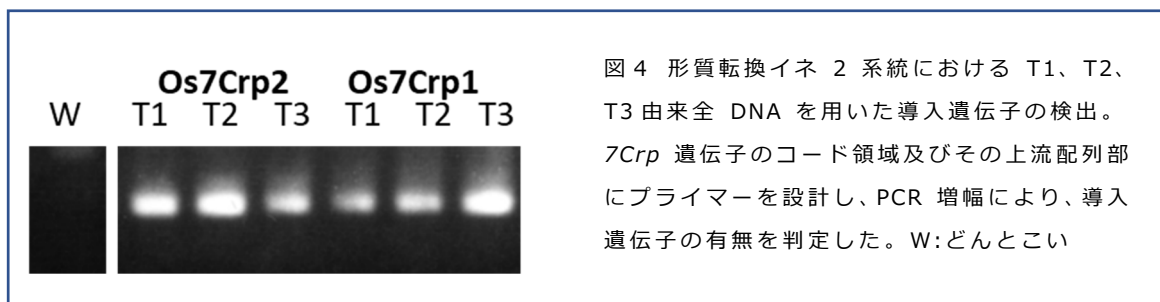 Os7Crp2 Os7Crp1
W T1 T2 T3 T1 T2 T3
図4 形質転換イネ 2 系統における T1、T2、
T3 由来全 DNA を用いた導入遺伝子の検出。
7Crp 遺伝子のコード領域及びその上流配列部
にプライマーを設計し、PCR 増幅により、導入
遺伝子の有無を判定した。W:どんとこい